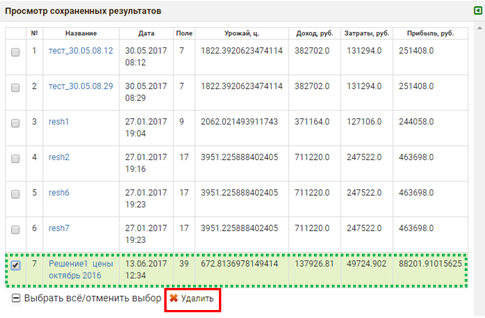 Просмотр сохраненных результатов
№ Название Дата Поле Урожай, ц. Доход, руб. Затраты, руб. Прибыль, руб.
1 тест_30.05.08.12 30.05.2017 7 1822.3920623474114 382702.0 131294.0 251408.0
08:12
2 тест_30.05.08.29 30.05.2017 7 1822.3920623474114 382702.0 131294.0 251408.0
08:29
3 resh1 27.01.2017 9 2062.021493911743 371164.0 127106.0 244058.0
19:04
4 resh2 27.01.2017 17 3951.225888402405 711220.0 247522.0 463698.0
19:16
5 resh6 27.01.2017 17 3951.225888402405 711220.0 247522.0 463698.0
19:23
6 resh7 27.01.2017 17 3951.225888402405 711220.0 247522.0 463698.0
19:23
7 Решение1 цены 13.06.2017 39 672.8136978149414 137926.81 49724.902 88201.91015625
октябрь 2016 12:34
Выбрать всё/отменить выбор Удалить